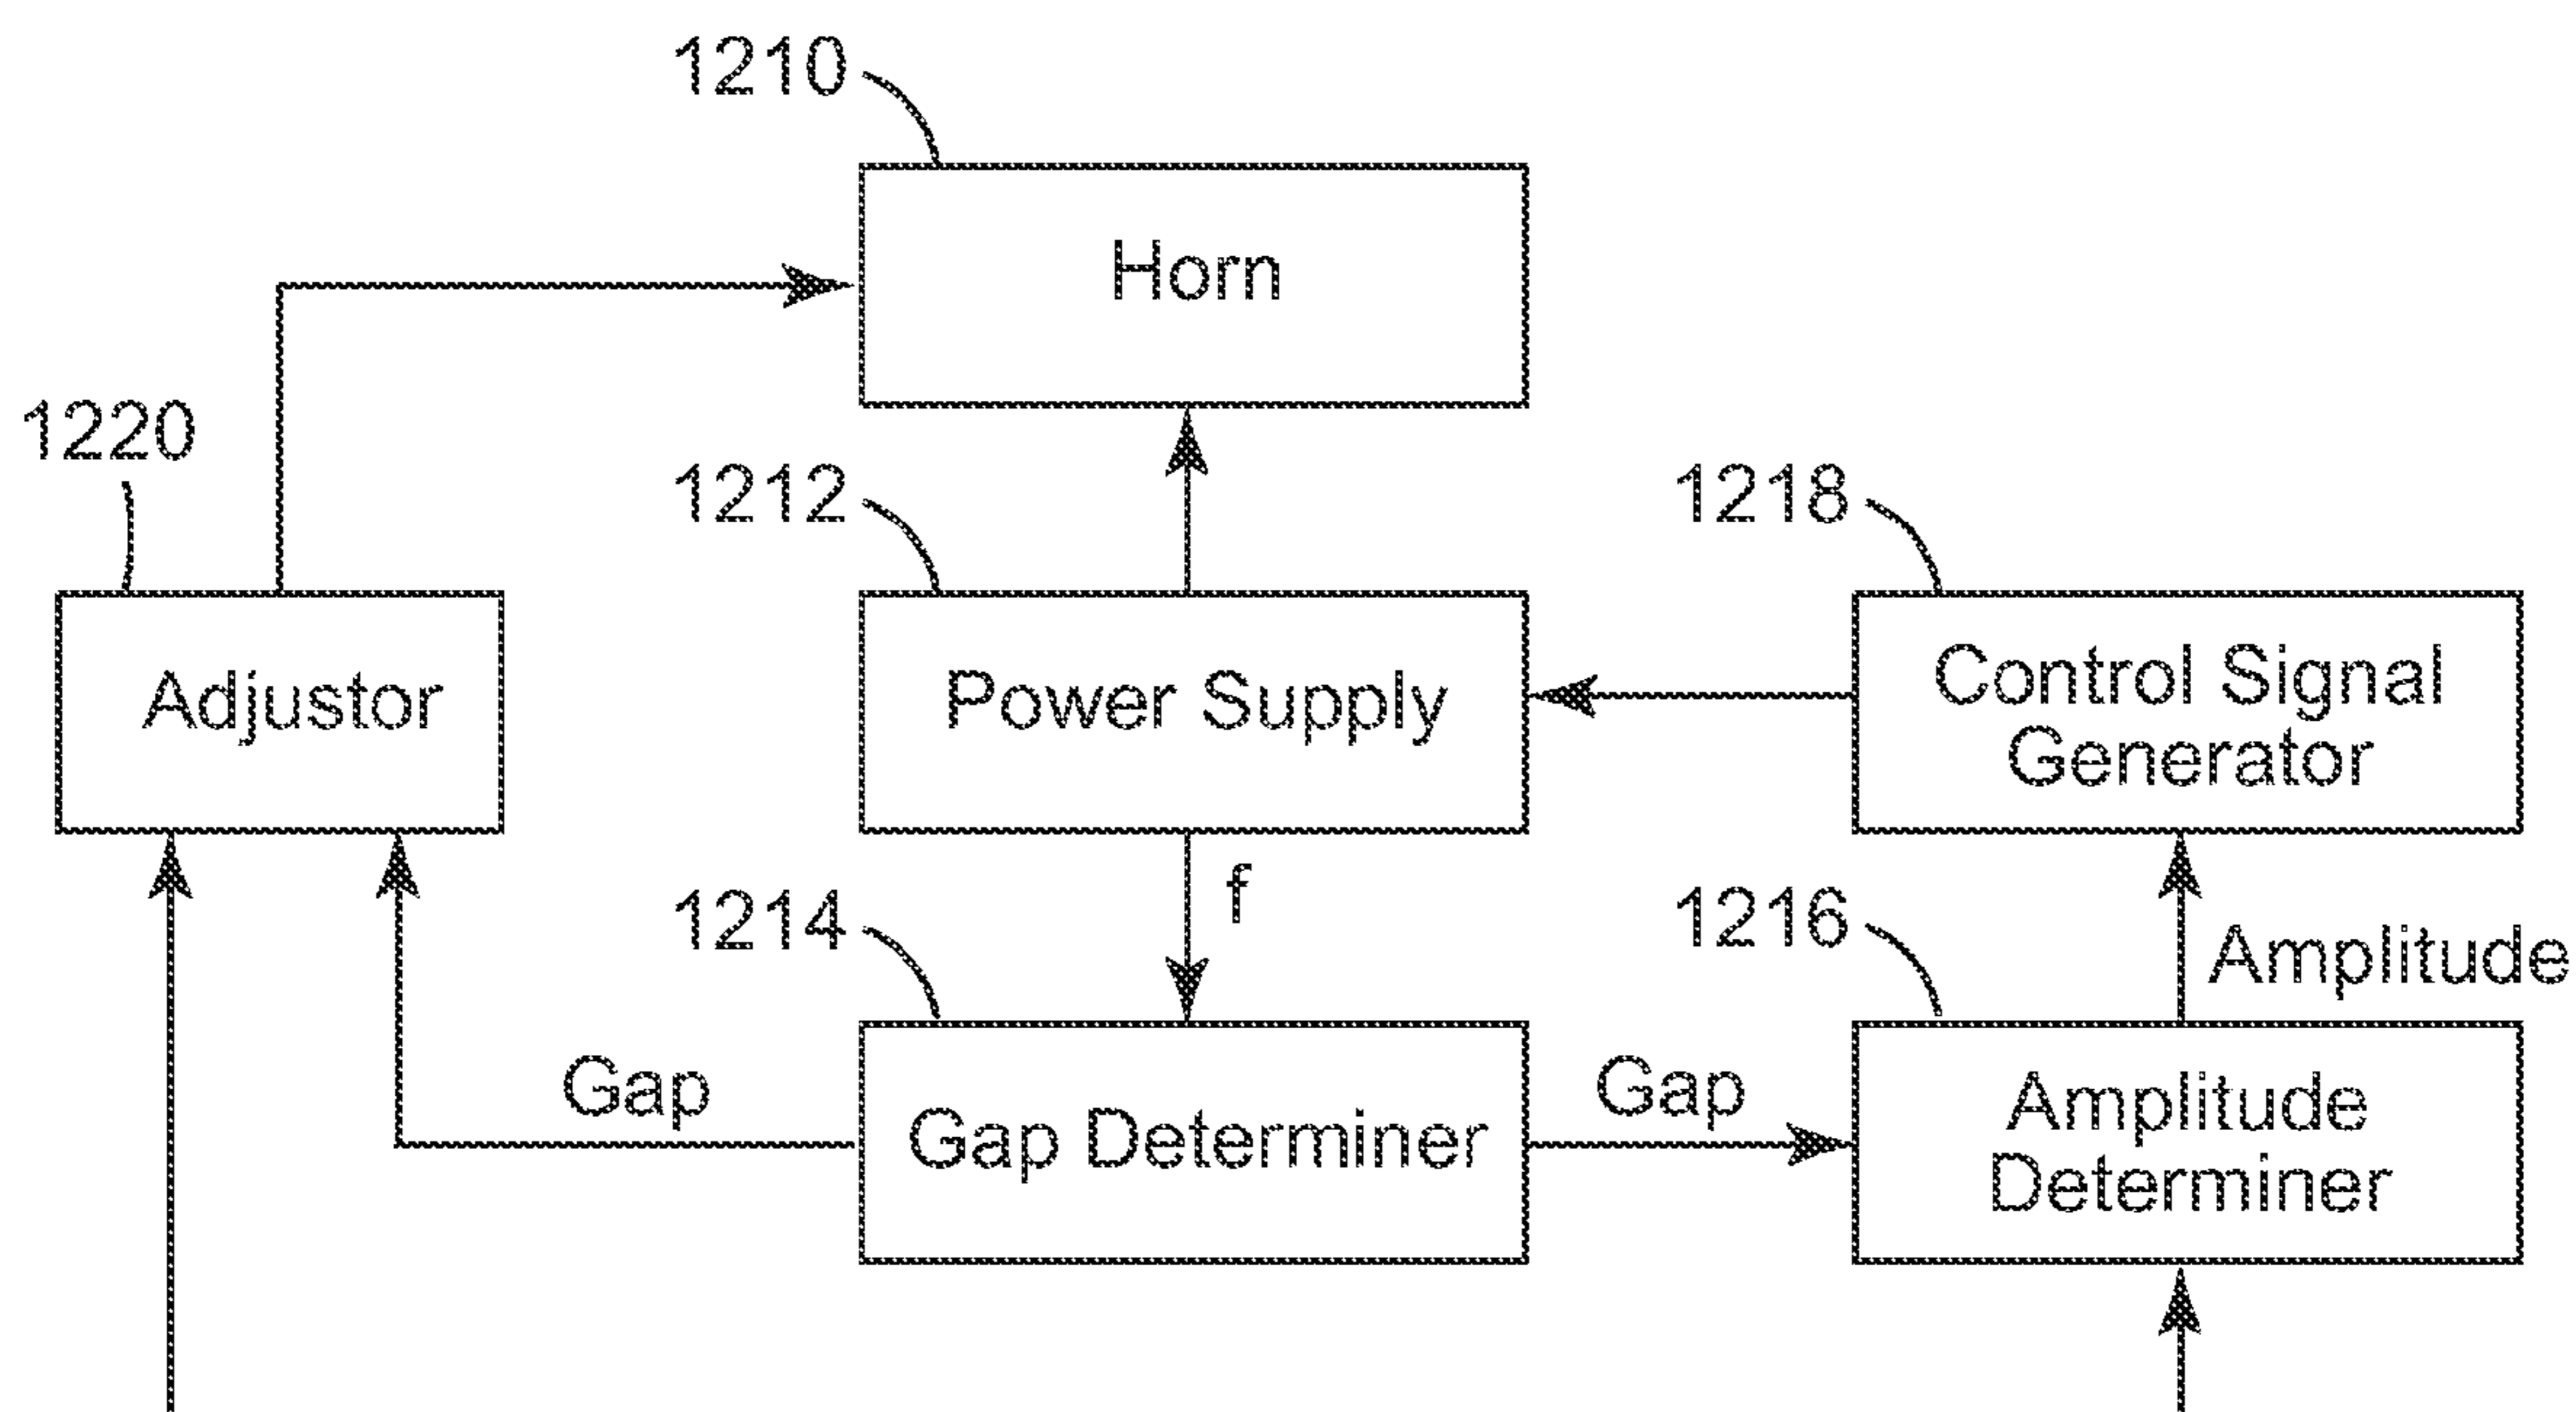 1210
Horn
1220
1212
1218
Adjustor
Power Supply
Control Signal
Generator
f
1214
1216
Amplitude
Gap
Gap Determiner
Gap
Amplitude
Determiner